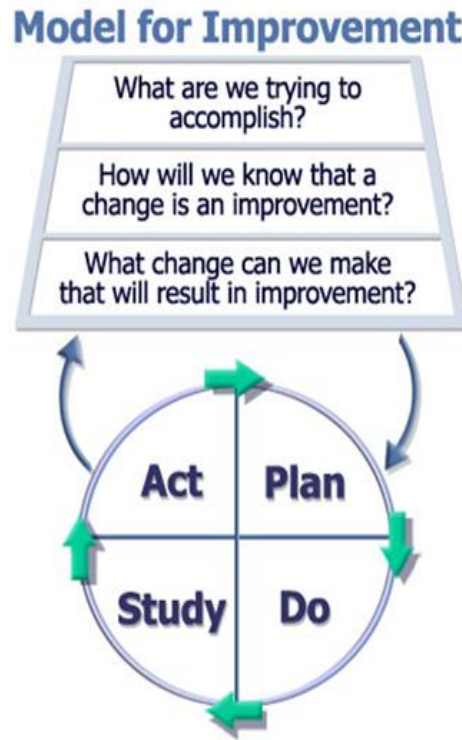 Model for Improvement
What are we trying to
accomplish?
How will we know that a
change is an improvement?
What change can we make
that will result in improvement?
Act
Plan
Study
Do